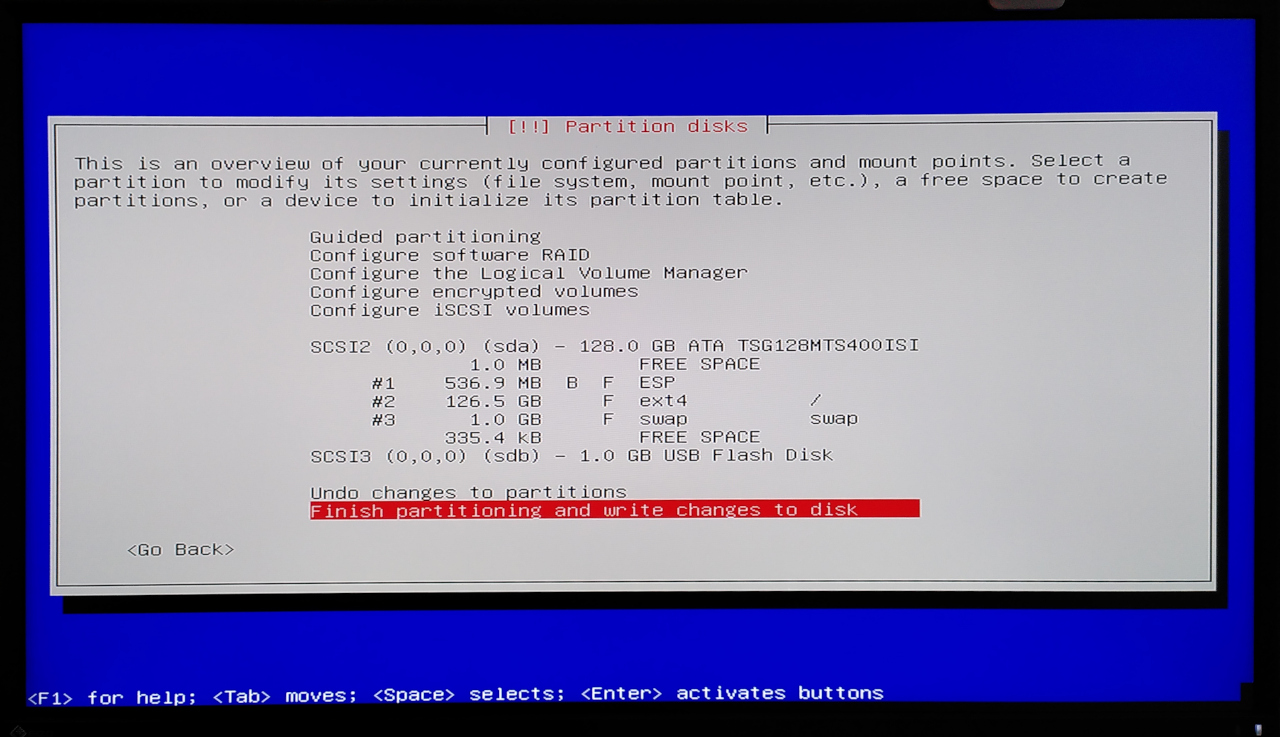 [!!] Partition disks
This is an overview of your currently configured partitions and mount points. Select a
partition to modify its settings (file system, mount point, etc.), a free space to create
partitions, or a device to initialize its partition table.
Guided partitioning
Configure software RAID
Configure the Logical Volume Manager
Configure encrypted volumes
Configure iSCSI volumes
SCSI2 (0,0,0) (sda) - 128.0 GB ATA TSG128MTS400ISI
1.0 MB FREE SPACE
#1 536.9 MB B F ESP
#2 126.5 GB F ext4 /
#3 1.0 GB F swap swap
335.4 kB FREE SPACE
SCSI3 (0,0,0) (sdb) - 1.0 GB USB Flash Disk
Undo changes to partitions
Finish partitioning and write changes to disk
<Go Back>
<F1> for help; <Tab> moves; <Space> selects; <Enter> activates buttons